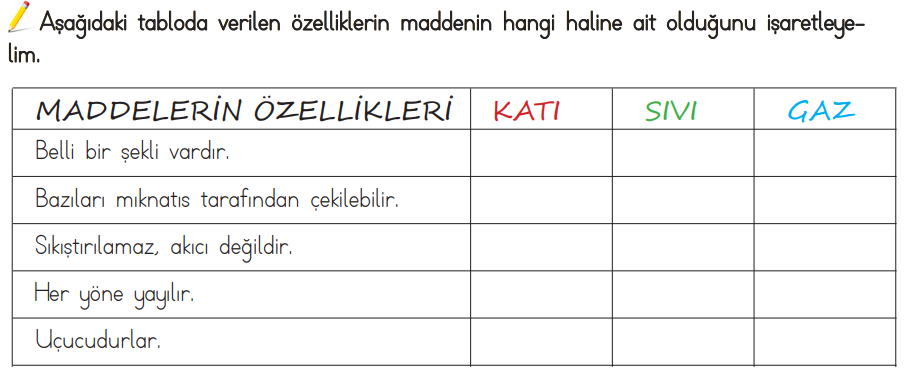 Aşağıdaki tabloda verilen özelliklerin maddenin hangi haline ait olduğunu işaretleye-
lim.
MADDELERİN ÖZELLİKLERİ KATI SIVI GAZ
Belli bir şekli vardır.
Bazıları mıknatıs tarafından çekilebilir.
Sıkıştırılamaz, akıcı değildir.
Her yöne yayılır.
Uçucudurlar.